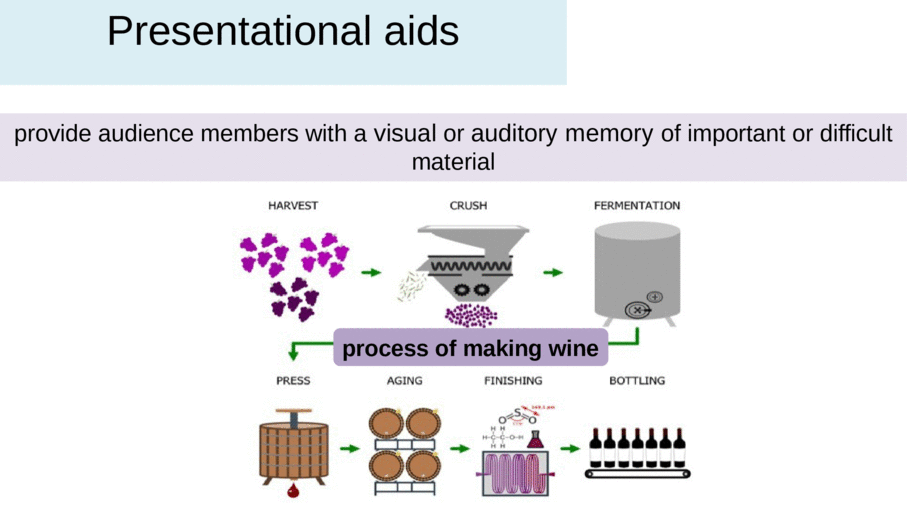 Presentational aids
provide audience members with a visual or auditory memory of important or difficult
material
HARVEST
CRUSH
FERMENTATION
process of making wine
PRESS
AGING
FINISHING
BOTTLING